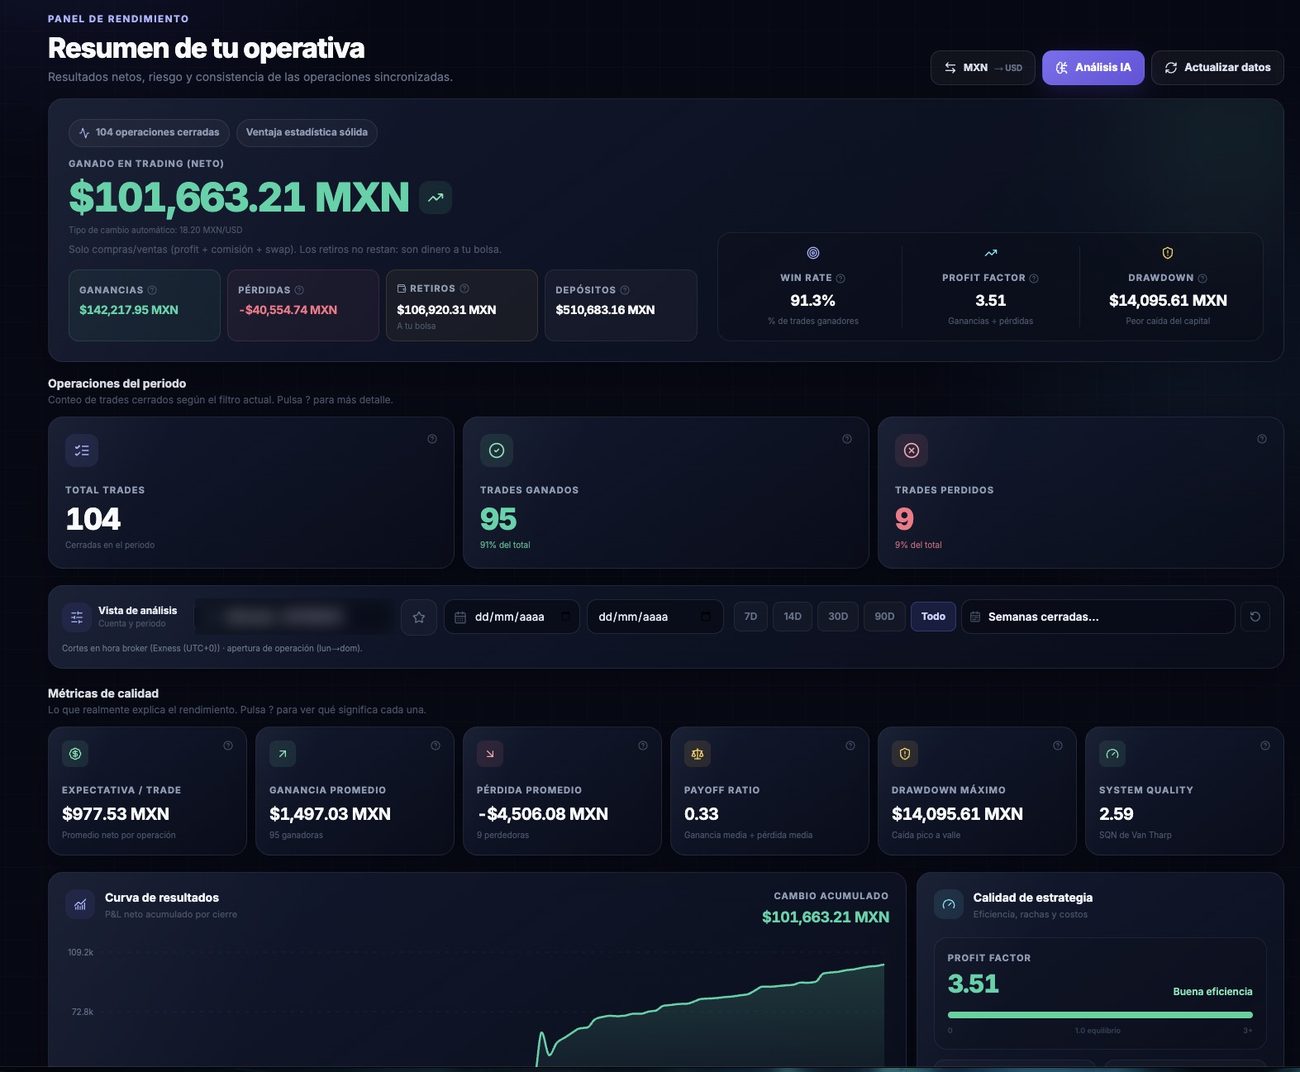 PANEL DE RENDIMIENTO
Resumen de tu operativa
Resultados netos, riesgo y consistencia de las operaciones sincronizadas.
MXN → USD
Análisis IA
Actualizar datos
104 operaciones cerradas
Ventaja estadística sólida
GANADO EN TRADING (NETO)
$101,663.21 MXN
Tipo de cambio automático: 18.20 MXN/USD
Solo compras/ventas (profit + comisión + swap). Los retiros no restan: son dinero a tu bolsa.
GANANCIAS
$142,217.95 MXN
PÉRDIDAS
-$40,554.74 MXN
RETIROS
$106,920.31 MXN
A tu bolsa
DEPÓSITOS
$510,683.16 MXN
WIN RATE
91.3%
% de trades ganadores
PROFIT FACTOR
3.51
Ganancias ÷ pérdidas
DRAWDOWN
$14,095.61 MXN
Peor caída del capital
Operaciones del periodo
Conteo de trades cerrados según el filtro actual. Pulsa ? para más detalle.
TOTAL TRADES
104
Cerradas en el periodo
TRADES GANADOS
95
91% del total
TRADES PERDIDOS
9
9% del total
Vista de análisis
Cuenta y periodo
dd/mm/aaaa
dd/mm/aaaa
7D
14D
30D
90D
Todo
Semanas cerradas...
Cortes en hora broker (Exness (UTC+0)) · apertura de operación (lun→dom).
Métricas de calidad
Lo que realmente explica el rendimiento. Pulsa ? para ver qué significa cada una.
EXPECTATIVA / TRADE
$977.53 MXN
Promedio neto por operación
GANANCIA PROMEDIO
$1,497.03 MXN
95 ganadoras
PÉRDIDA PROMEDIO
-$4,506.08 MXN
9 perdedoras
PAYOFF RATIO
0.33
Ganancia media ÷ pérdida media
DRAWDOWN MÁXIMO
$14,095.61 MXN
Caída pico a valle
SYSTEM QUALITY
2.59
SQN de Van Tharp
Curva de resultados
P&L neto acumulado por cierre
CAMBIO ACUMULADO
$101,663.21 MXN
109.2k
72.8k
Calidad de estrategia
Eficiencia, rachas y costos
PROFIT FACTOR
3.51
Buena eficiencia
0
1.0 equilibrio
3+